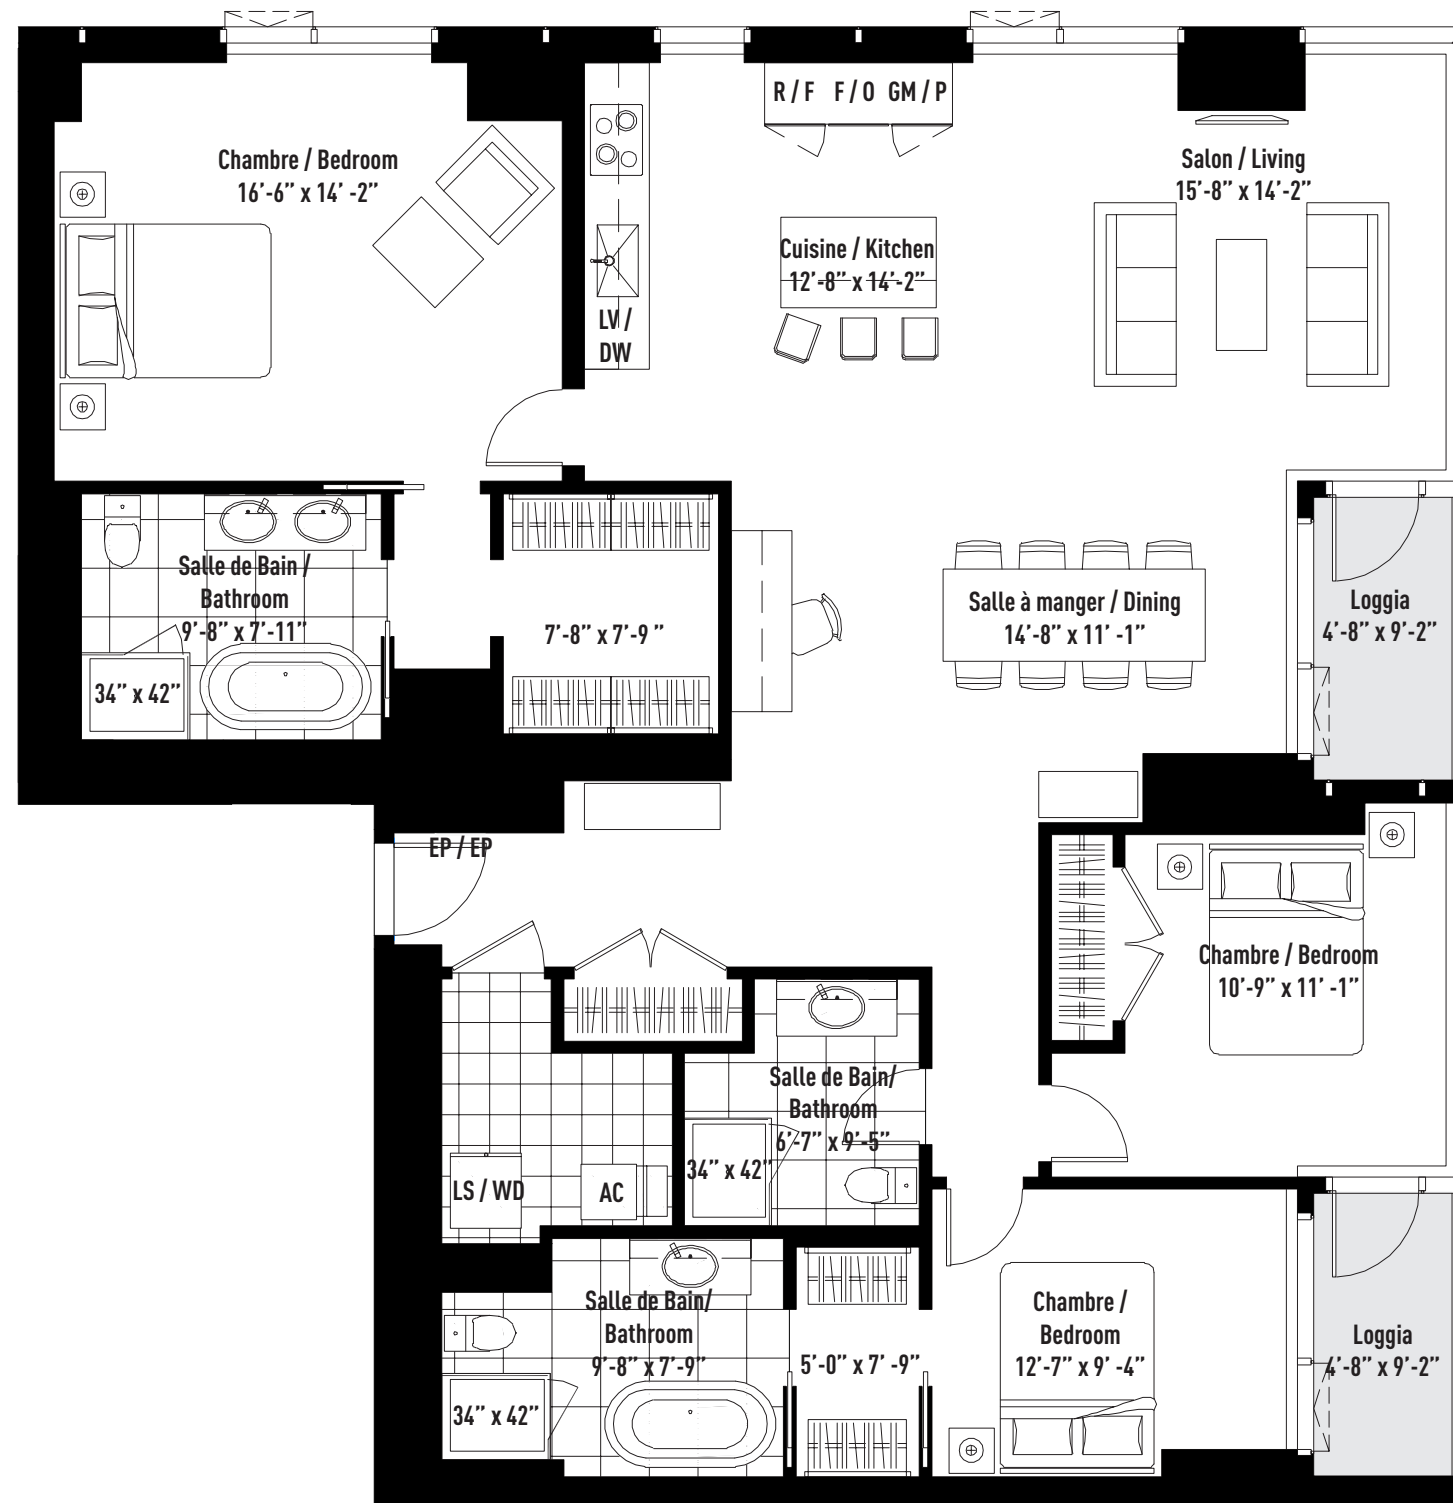 R / F F / O GM / P
Chambre / Bedroom
16’-6” x 14’ -2”
Salon / Living
15’-8” x 14’-2”
Cuisine / Kitchen
12’-8” x 14’-2”
LV /
DW
Salle de Bain /
Bathroom
9’-8” x 7’-11”
34” x 42”
7’-8” x 7’-9 ”
Salle à manger / Dining
14’-8” x 11’ -1”
Loggia
4’-8” x 9’-2”
EP / EP
Chambre / Bedroom
10’-9” x 11’ -1”
Salle de Bain/
Bathroom
6’-7” x 9’-5”
34” x 42”
LS / WD
AC
Salle de Bain/
Bathroom
9’-8” x 7’-9”
34” x 42”
5’-0” x 7’ -9”
Chambre /
Bedroom
12’-7” x 9’ -4”
Loggia
4’-8” x 9’-2”